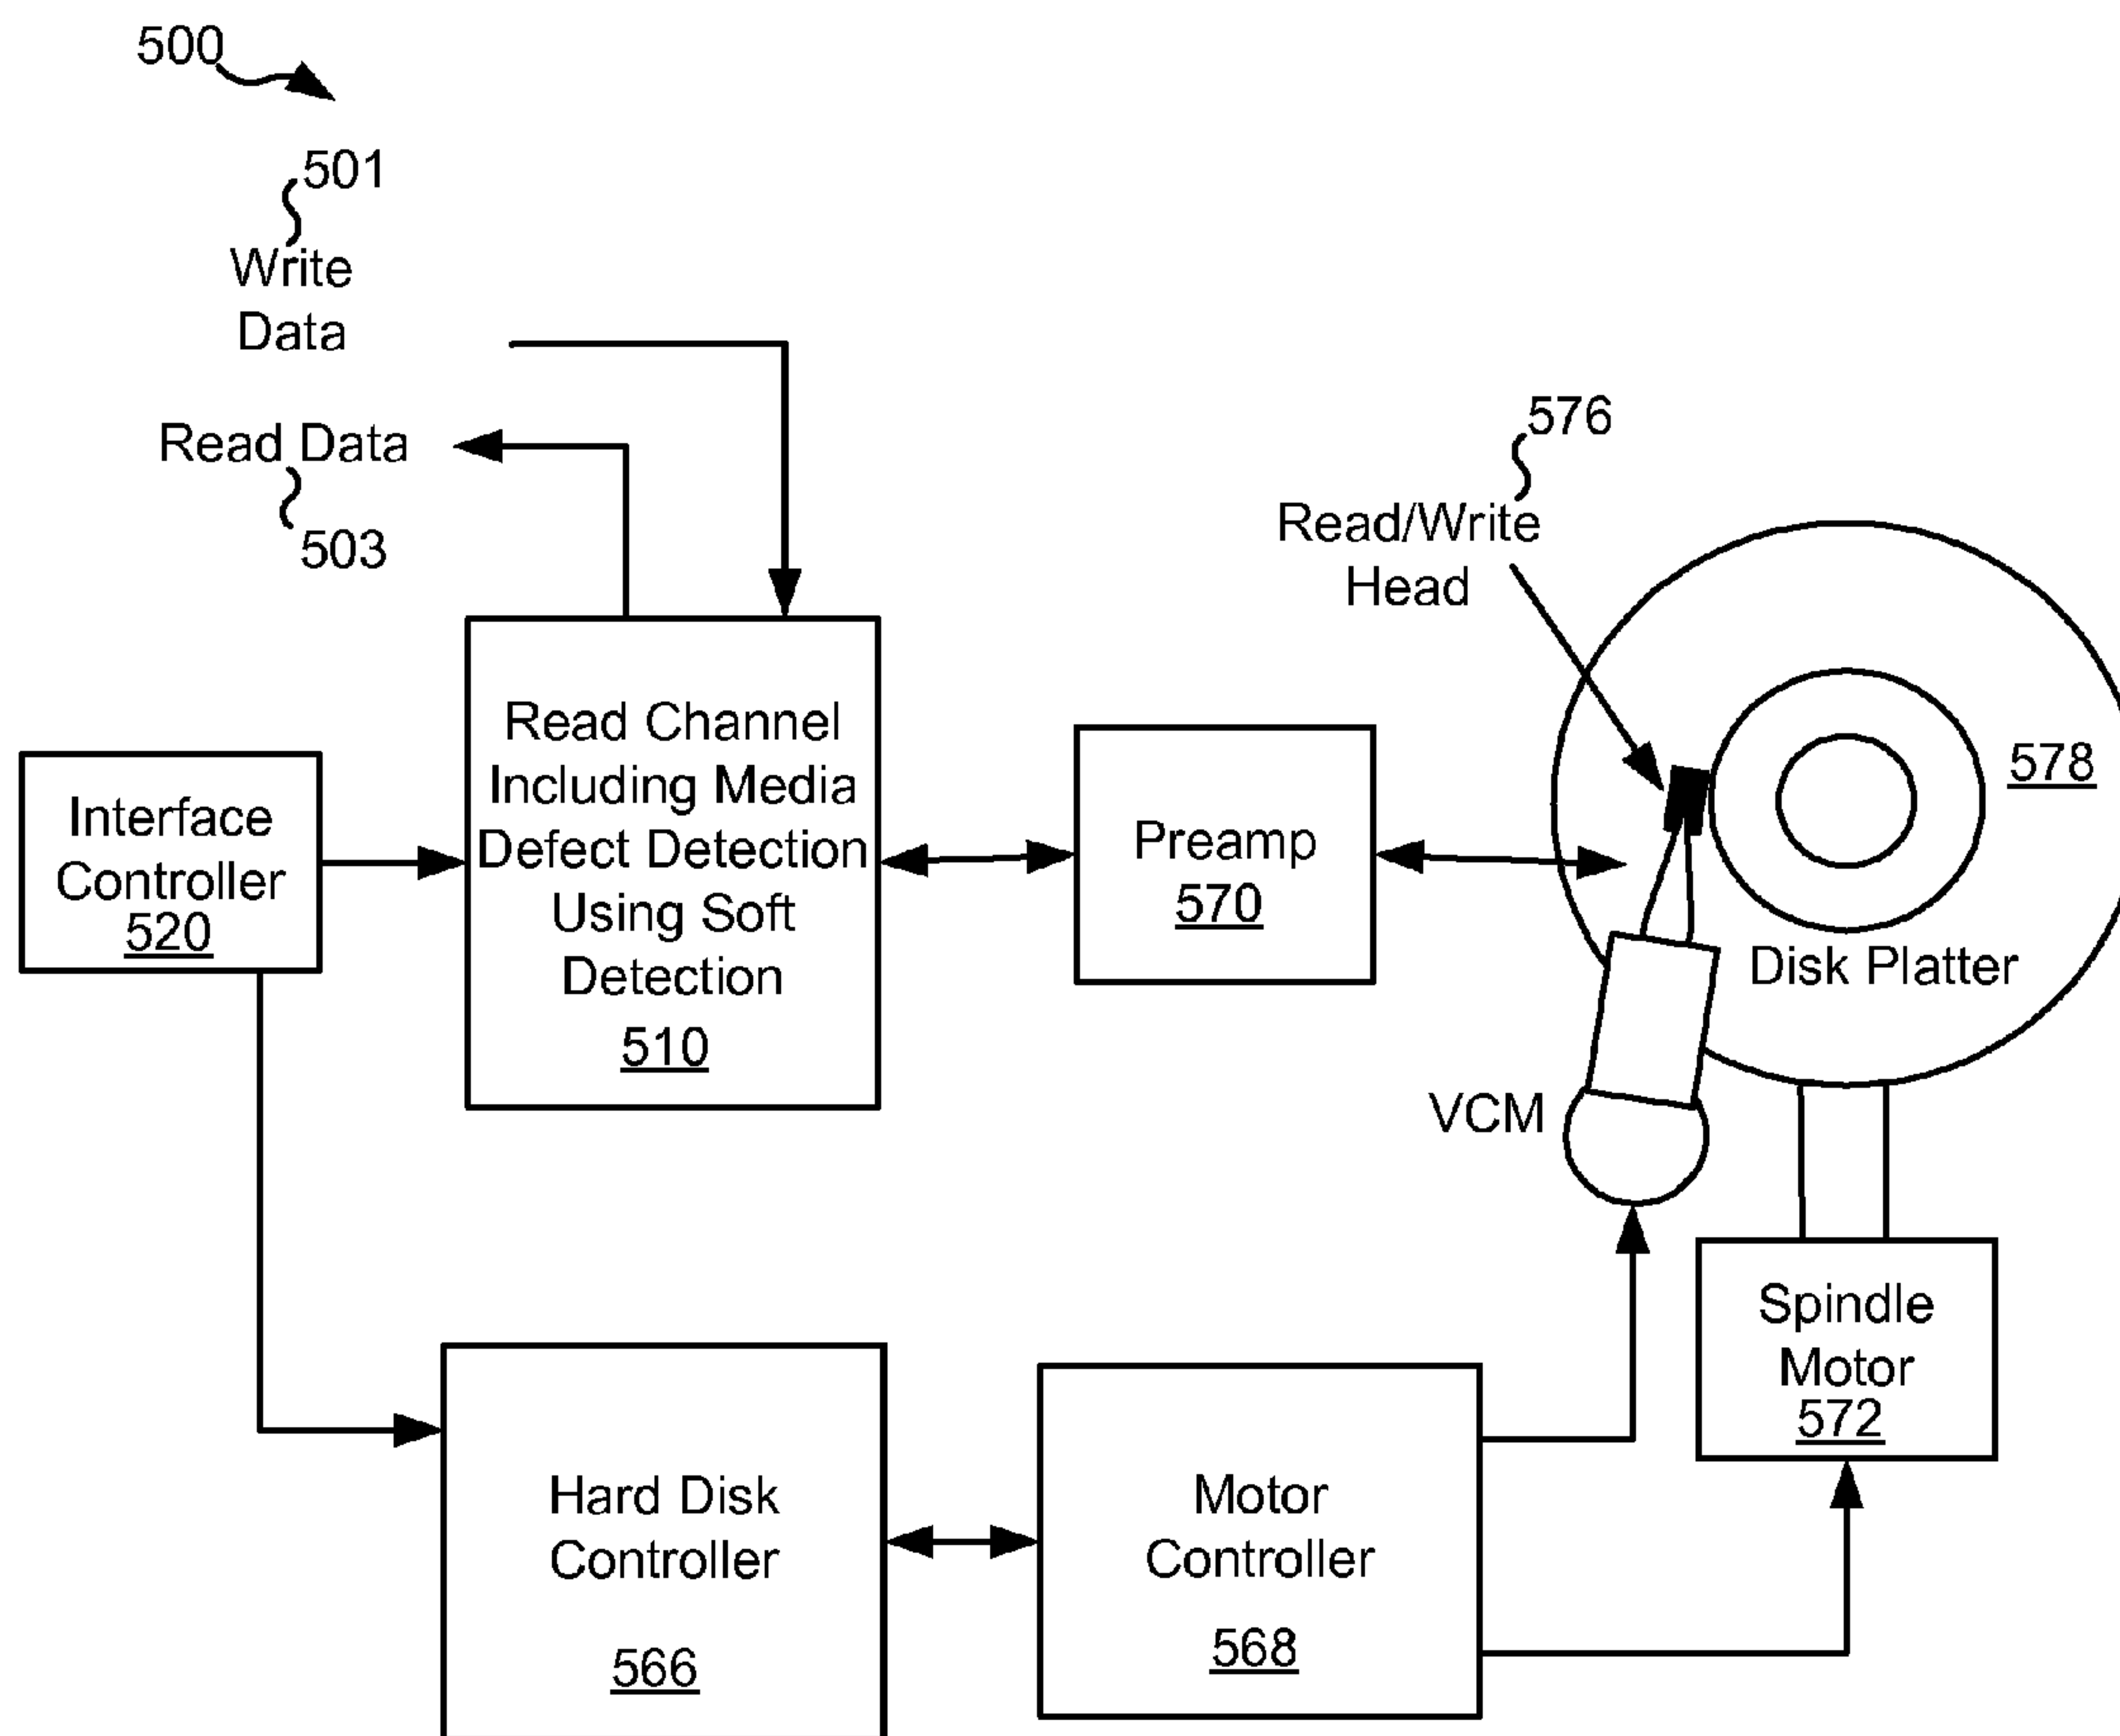 500
501
Write
Data
Read Data
503
576
Read/Write
Head
578
Disk Platter
Interface
Controller
520
Read Channel
Including Media
Defect Detection
Using Soft
Detection
510
Preamp
570
VCM
Spindle
Motor
572
Hard Disk
Controller
566
Motor
Controller
568